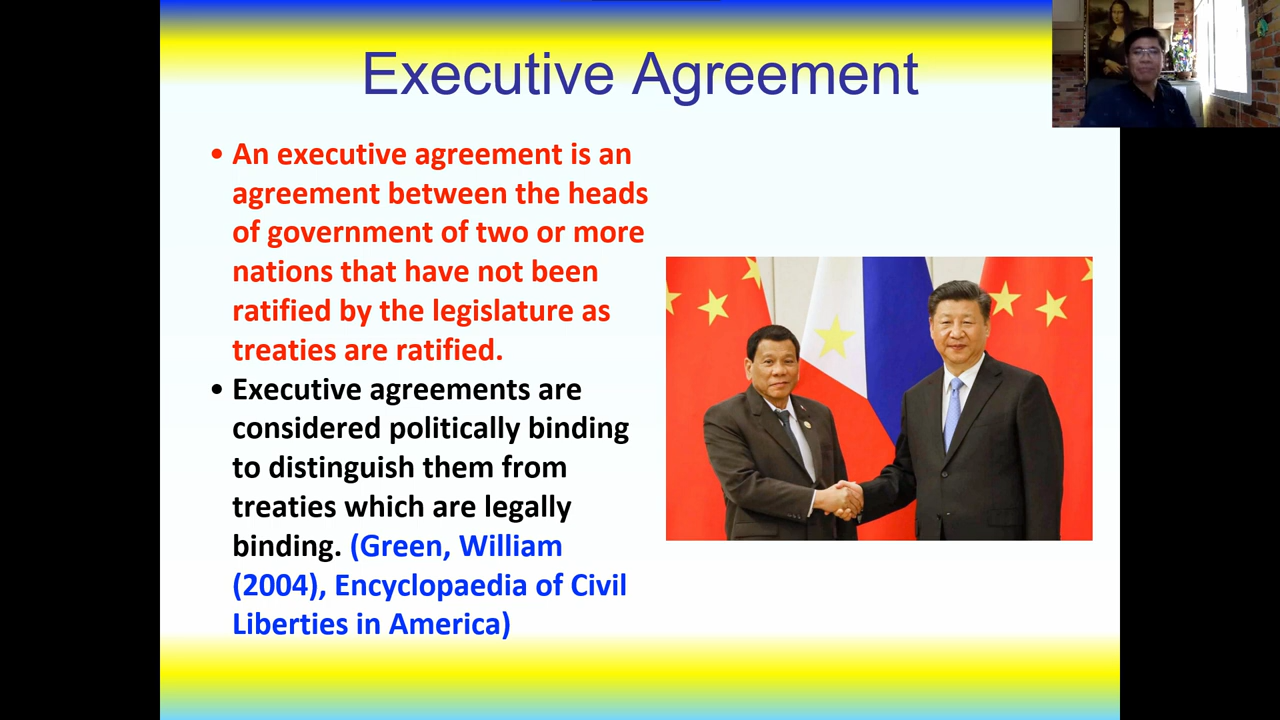 Executive Agreement
• An executive agreement is an
agreement between the heads
of government of two or more
nations that have not been
ratified by the legislature as
treaties are ratified.
• Executive agreements are
considered politically binding
to distinguish them from
treaties which are legally
binding. (Green, William
(2004), Encyclopaedia of Civil
Liberties in America)